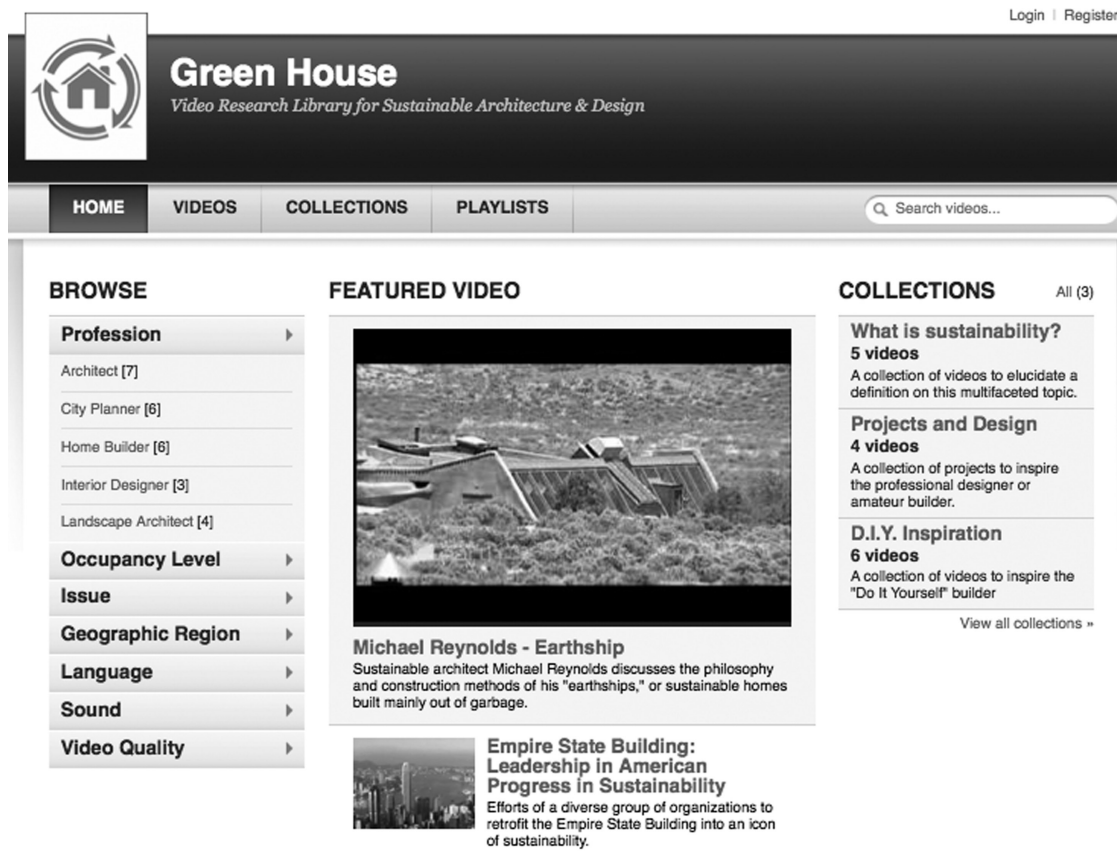 Login | Register
Green House
Video Research Library for Sustainable Architecture & Design
HOME VIDEOS COLLECTIONS PLAYLISTS Search videos...
BROWSE
Profession
Architect [7]
City Planner [6]
Home Builder [6]
Interior Designer [3]
Landscape Architect [4]
Occupancy Level
Issue
Geographic Region
Language
Sound
Video Quality
FEATURED VIDEO
Michael Reynolds - Earthship
Sustainable architect Michael Reynolds discusses the philosophy
and construction methods of his "earthships," or sustainable homes
built mainly out of garbage.
Empire State Building:
Leadership in American
Progress in Sustainability
Efforts of a diverse group of organizations to
retrofit the Empire State Building into an icon
of sustainability.
COLLECTIONS All (3)
What is sustainability?
5 videos
A collection of videos to elucidate a
definition on this multifaceted topic.
Projects and Design
4 videos
A collection of projects to inspire
the professional designer or
amateur builder.
D.I.Y. Inspiration
6 videos
A collection of videos to inspire the
"Do It Yourself" builder
View all collections »